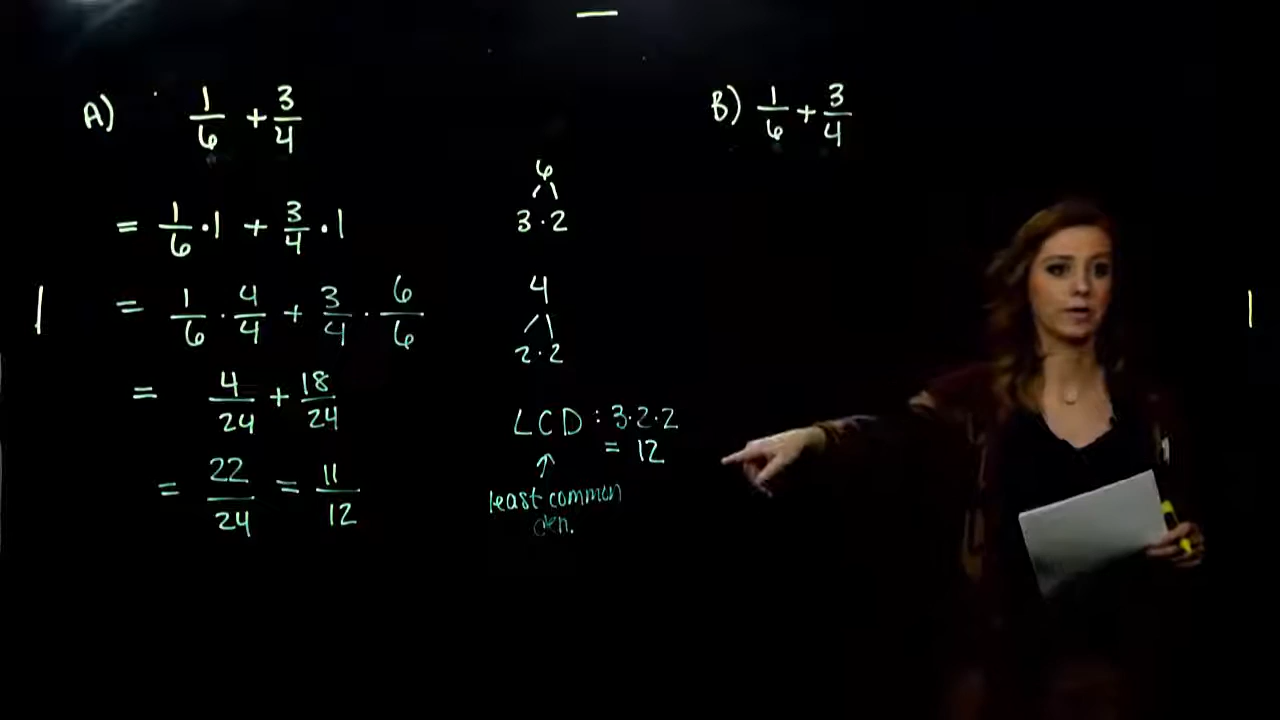 A) 1/6 + 3/4
= 1/6 · 1 + 3/4 · 1
= 1/6 · 4/4 + 3/4 · 6/6
= 4/24 + 18/24
= 22/24 = 11/12
6
3 · 2
4
2 · 2
LCD : 3·2·2
= 12
↑
least common
den.
B) 1/6 + 3/4